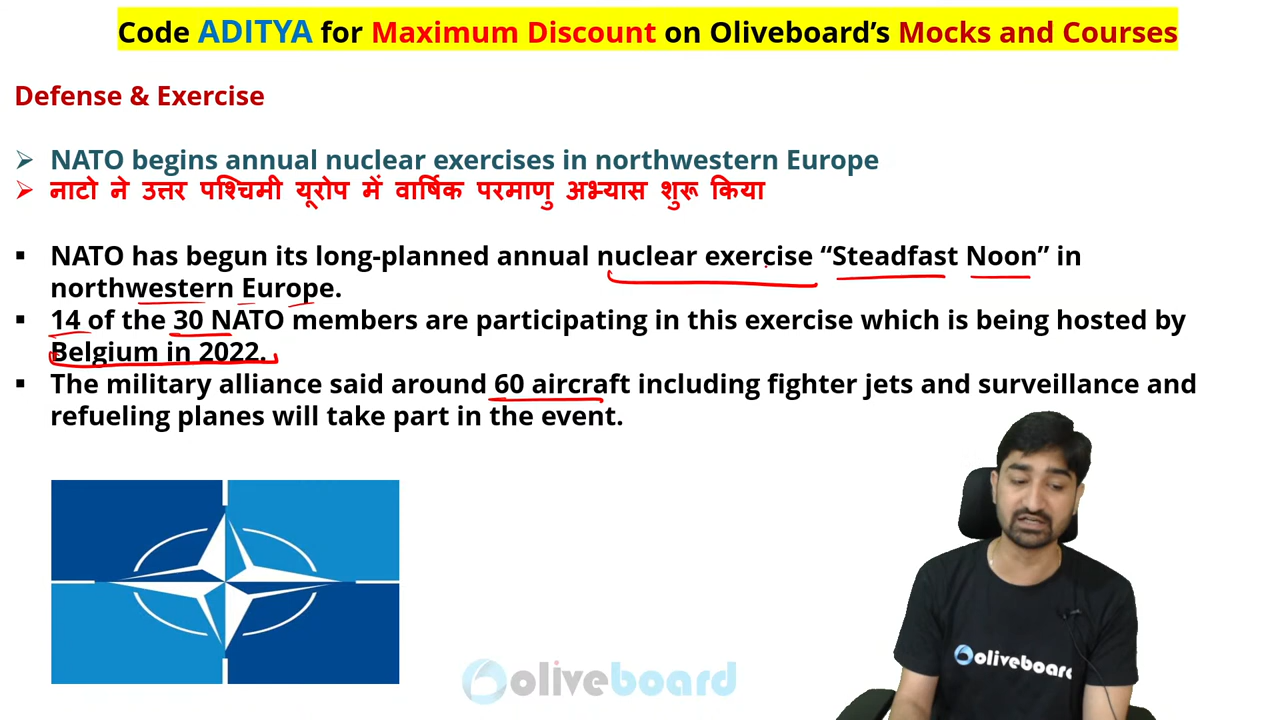 Code ADITYA for Maximum Discount on Oliveboard’s Mocks and Courses
Defense & Exercise
➢ NATO begins annual nuclear exercises in northwestern Europe
➢ नाटो ने उत्तर पश्चिमी यूरोप में वार्षिक परमाणु अभ्यास शुरू किया
▪ NATO has begun its long-planned annual nuclear exercise “Steadfast Noon” in
northwestern Europe.
▪ 14 of the 30 NATO members are participating in this exercise which is being hosted by
Belgium in 2022.
▪ The military alliance said around 60 aircraft including fighter jets and surveillance and
refueling planes will take part in the event.
oliveboard
oliveboard